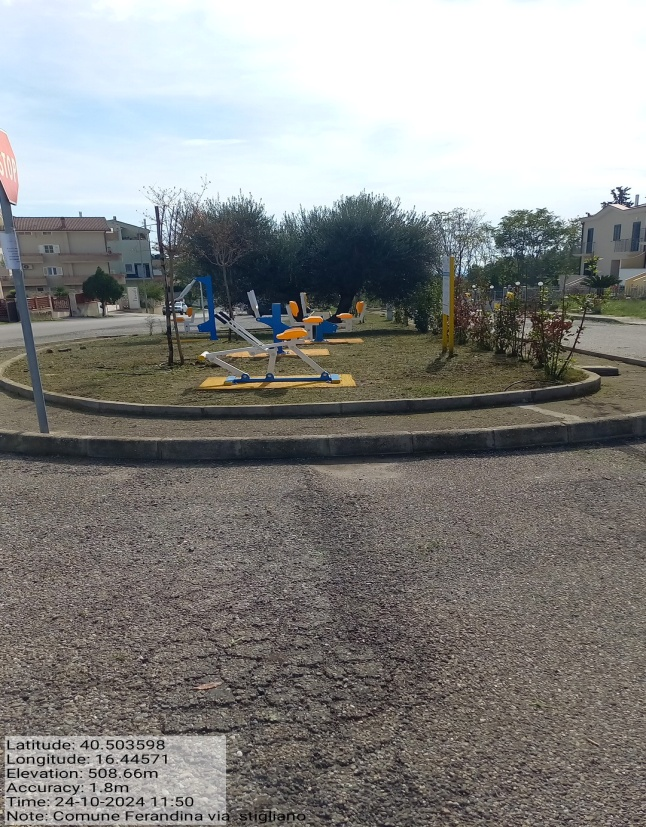 STOP
Latitude: 40.503598
Longitude: 16.44571
Elevation: 508.66m
Accuracy: 1.8m
Time: 24-10-2024 11:50
Note: Comune Ferandina via stigliano